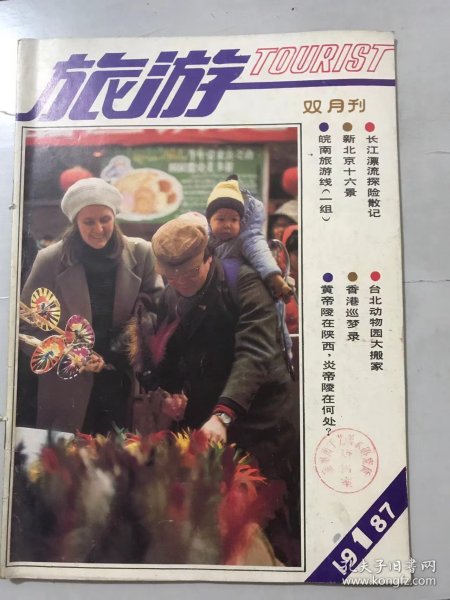 旅游
TOURIST
双月刊
长江漂流探险散记
新北京十六景
皖南旅游线(一组)
台北动物园大搬家
香港巡梦录
黄帝陵在陕西,炎帝陵在何处?
1987
1
孔夫子旧书网